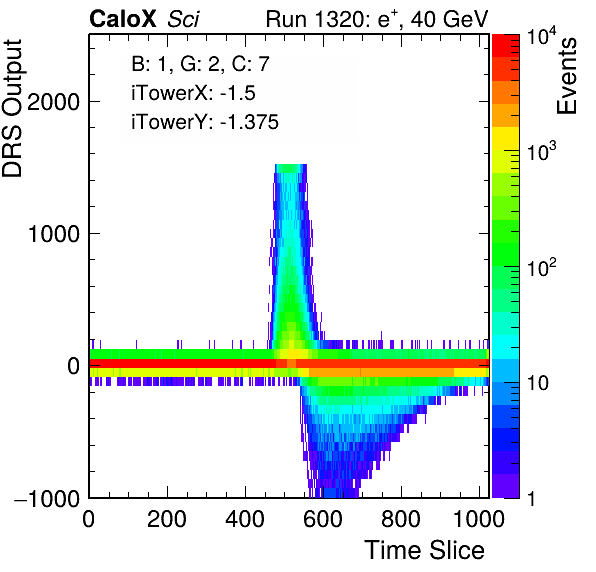 CaloX Sci
Run 1320: e⁺, 40 GeV
B: 1, G: 2, C: 7
iTowerX: -1.5
iTowerY: -1.375
DRS Output
2000
1000
0
−1000
0 200 400 600 800 1000
Time Slice
10⁴
10³
10²
10
1
Events